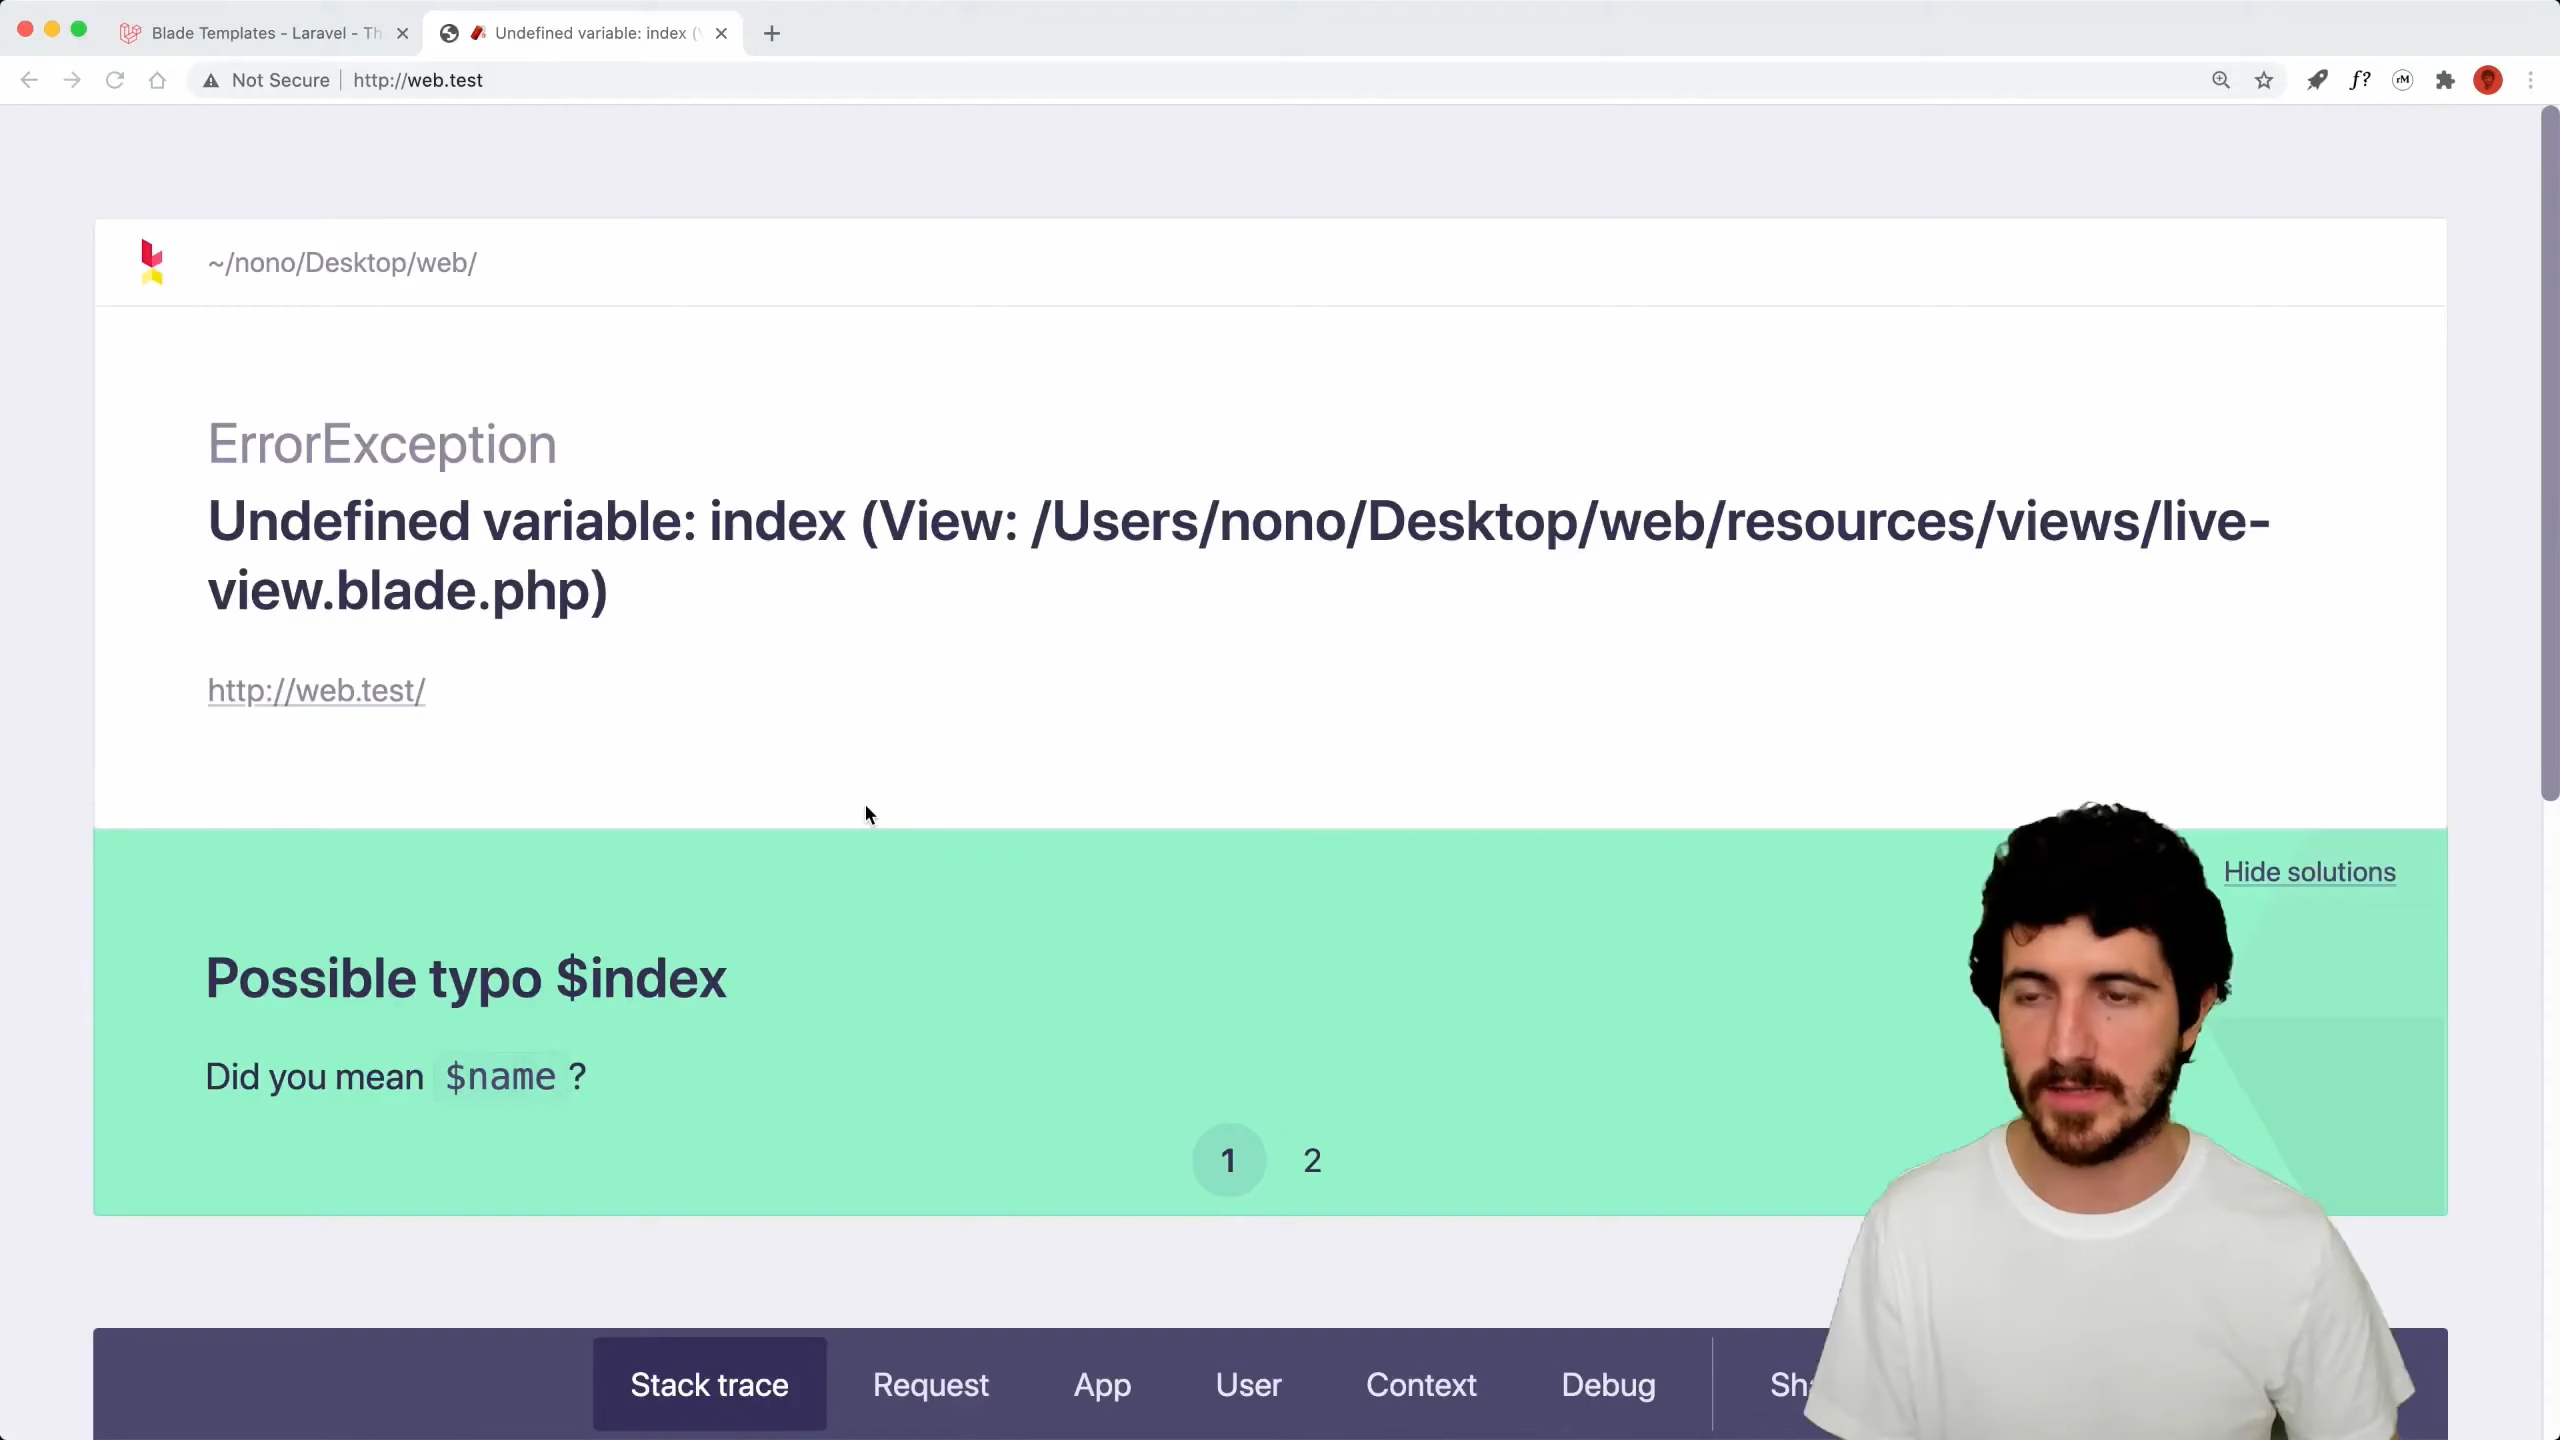 Blade Templates - Laravel - Th
Undefined variable: index (
Not Secure | http://web.test
f?
rM
~/nono/Desktop/web/
ErrorException
Undefined variable: index (View: /Users/nono/Desktop/web/resources/views/live-
view.blade.php)
http://web.test/
Hide solutions
Possible typo $index
Did you mean $name ?
1 2
Stack trace Request App User Context Debug